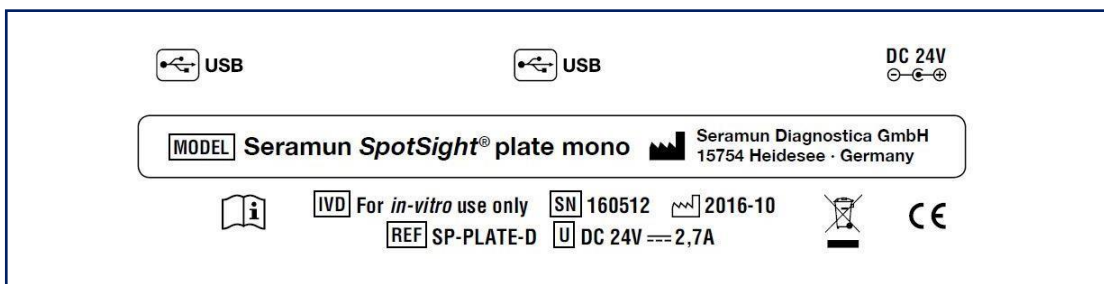 USB
USB
DC 24V
MODEL Seramun SpotSight® plate mono
Seramun Diagnostica GmbH
15754 Heidesee · Germany
i
IVD For in-vitro use only SN 160512 2016-10
REF SP-PLATE-D U DC 24V 2,7A
CE